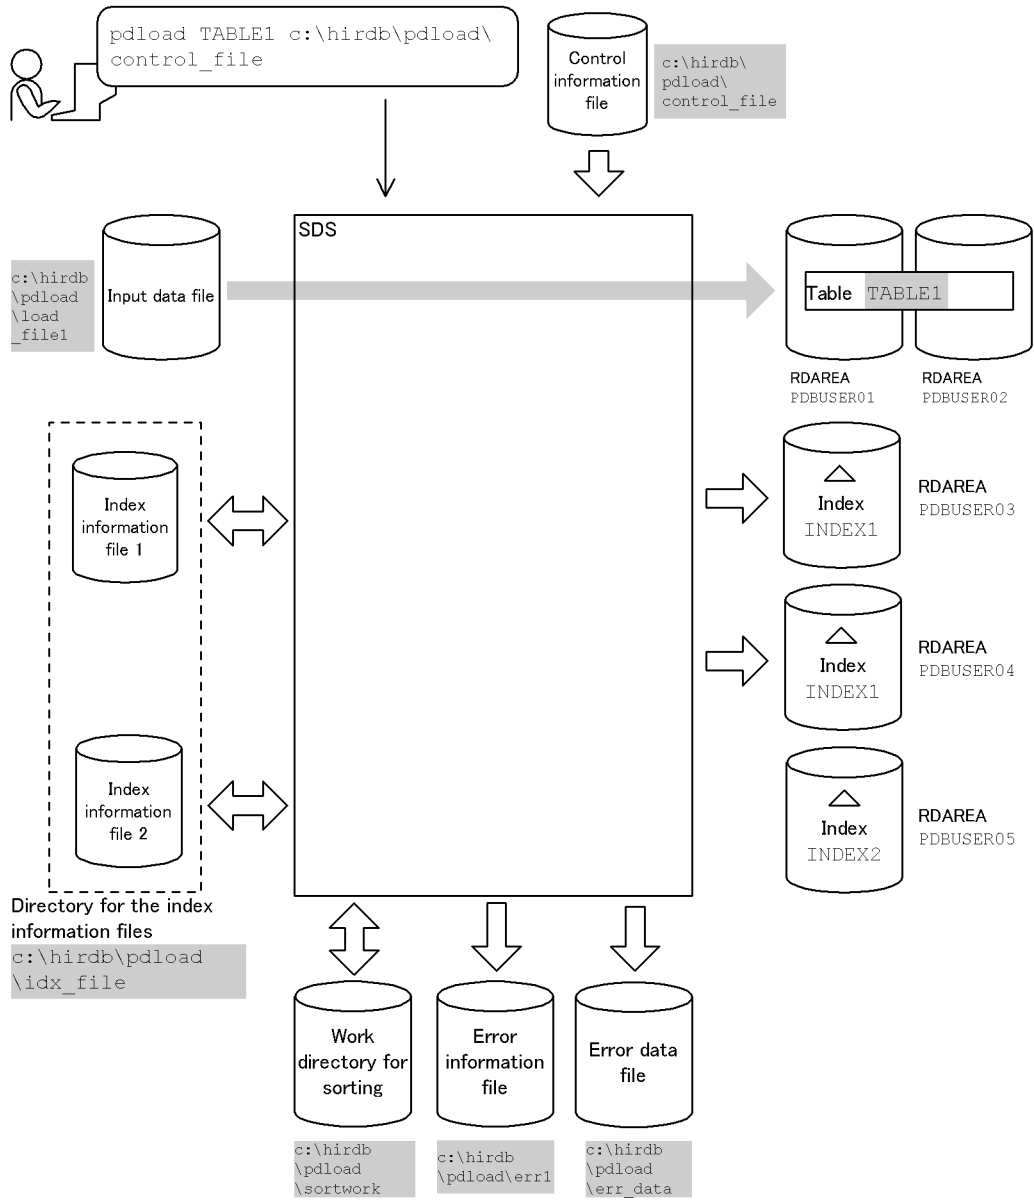 pdload TABLE1 c:\hirdb\pdload\
control_file
Control
information
file
c:\hirdb\
pdload\
control_file
SDS
c:\hirdb
\pdload
\load
_file1
Input data file
Table TABLE1
RDAREA
PDBUSER01
RDAREA
PDBUSER02
Index
information
file 1
Index
INDEX1
RDAREA
PDBUSER03
Index
INDEX1
RDAREA
PDBUSER04
Index
information
file 2
Index
INDEX2
RDAREA
PDBUSER05
Directory for the index
information files
c:\hirdb\pdload
\idx_file
Work
directory for
sorting
Error
information
file
Error data
file
c:\hirdb
\pdload
\sortwork
c:\hirdb
\pdload\err1
c:\hirdb
\pdload
\err_data